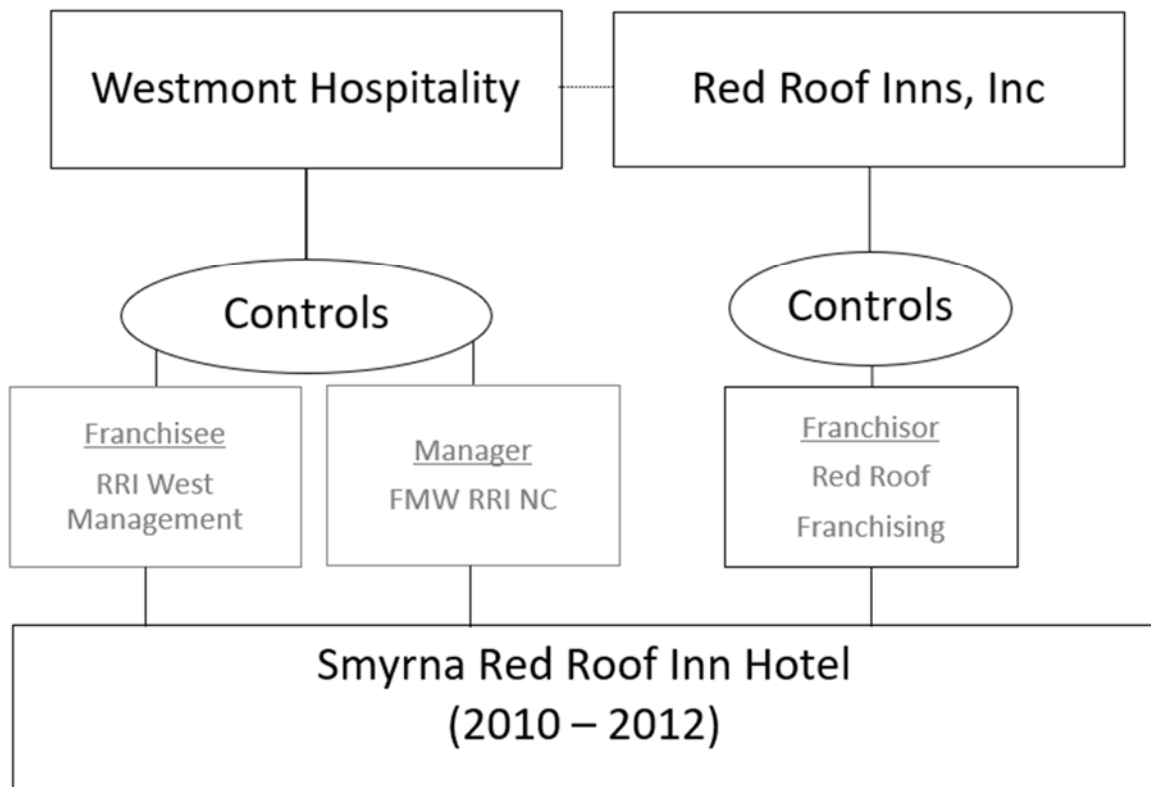 Westmont Hospitality
Red Roof Inns, Inc
Controls
Controls
Franchisee
RRI West
Management
Manager
FMW RRI NC
Franchisor
Red Roof
Franchising
Smyrna Red Roof Inn Hotel
(2010 – 2012)